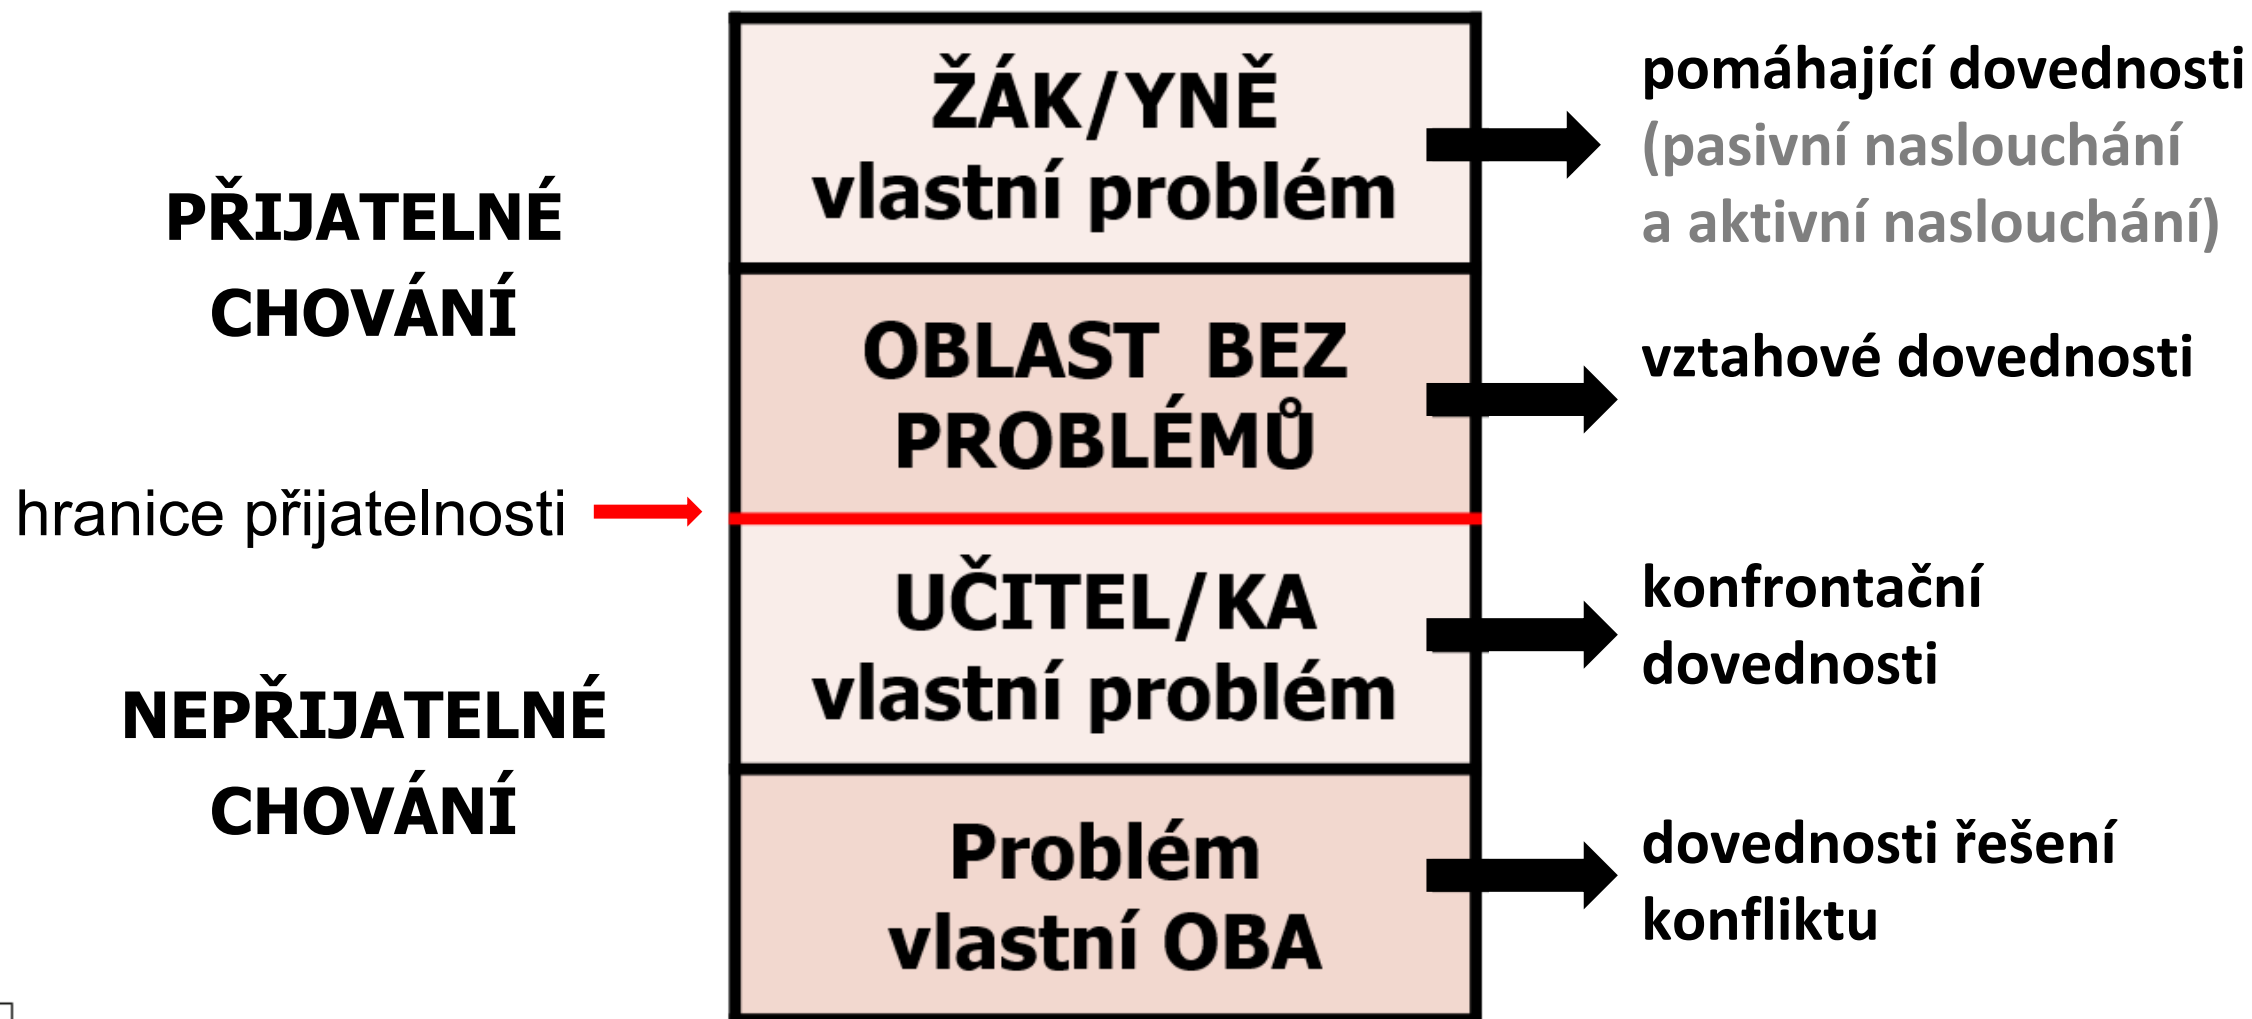 PŘIJATELNÉ
CHOVÁNÍ
hranice přijatelnosti
NEPŘIJATELNÉ
CHOVÁNÍ
ŽÁK/YNĚ
vlastní problém
OBLAST BEZ
PROBLÉMŮ
UČITEL/KA
vlastní problém
Problém
vlastní OBA
pomáhající dovednosti
(pasivní naslouchání
a aktivní naslouchání)
vztahové dovednosti
konfrontační
dovednosti
dovednosti řešení
konfliktu